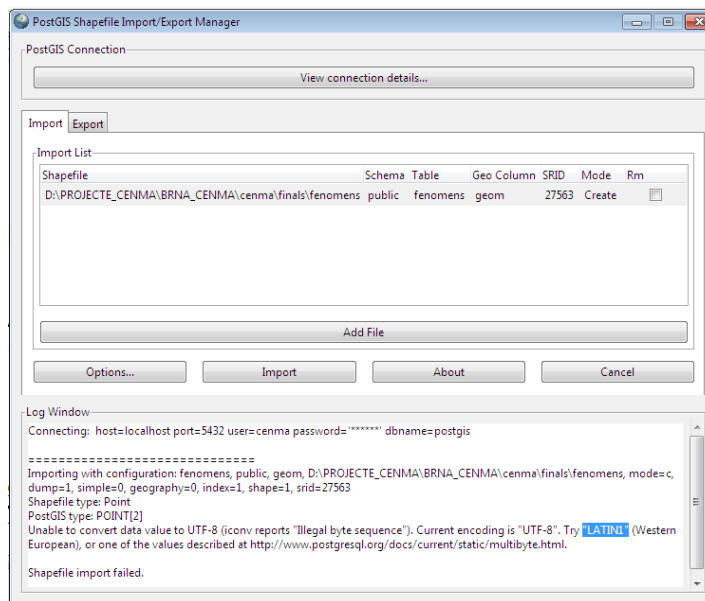 PostGIS Shapefile Import/Export Manager
PostGIS Connection
View connection details...
Import Export
Import List
Shapefile Schema Table Geo Column SRID Mode Rm
D:\PROJECTE_CENMA\BRNA_CENMA\cenma\finals\fenomens public fenomens geom 27563 Create
Add File
Options... Import About Cancel
Log Window
Connecting: host=localhost port=5432 user=cenma password='******' dbname=postgis
==============================
Importing with configuration: fenomens, public, geom, D:\PROJECTE_CENMA\BRNA_CENMA\cenma\finals\fenomens, mode=c,
dump=1, simple=0, geography=0, index=1, shape=1, srid=27563
Shapefile type: Point
PostGIS type: POINT[2]
Unable to convert data value to UTF-8 (iconv reports "Illegal byte sequence"). Current encoding is "UTF-8". Try "LATIN1" (Western
European), or one of the values described at http://www.postgresql.org/docs/current/static/multibyte.html.
Shapefile import failed.